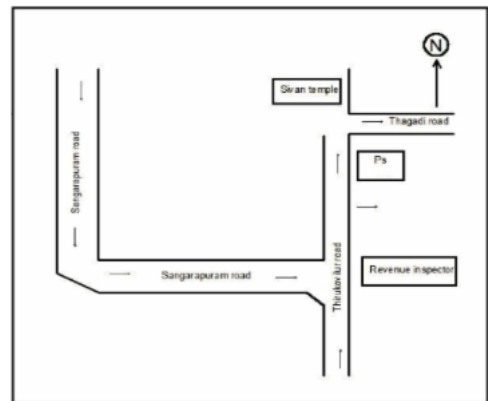 N
Sivan temple
Thagadi road
Ps
Sangarapuram road
Revenue inspector
Sangarapuram road
Thirukovilur road